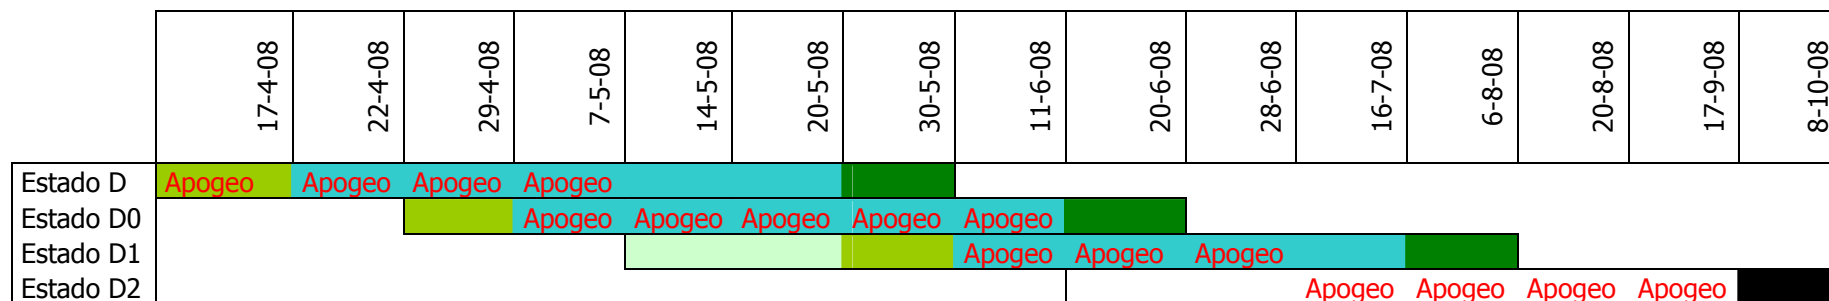 17-4-08 22-4-08 29-4-08 7-5-08 14-5-08 20-5-08 30-5-08 11-6-08 20-6-08 28-6-08 16-7-08 6-8-08 20-8-08 17-9-08 8-10-08
Estado D Apogeo Apogeo Apogeo Apogeo
Estado D0 Apogeo Apogeo Apogeo Apogeo Apogeo
Estado D1 Apogeo Apogeo Apogeo
Estado D2 Apogeo Apogeo Apogeo Apogeo